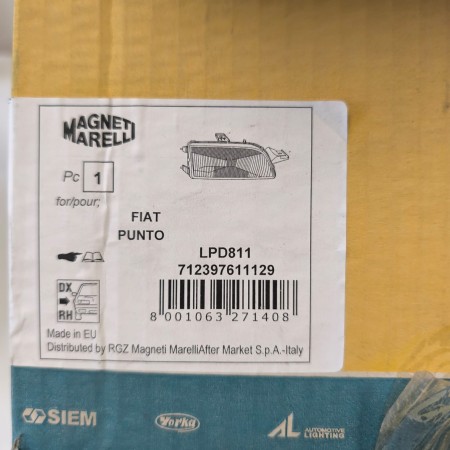 MAGNETI
MARELLI
Pc 1
for/pour;
FIAT
PUNTO
LPD811
712397611129
DX
RH
8 001063 271408
Made in EU
Distributed by RGZ Magneti MarelliAfter Market S.p.A.-Italy
SIEM
Yorka
AL AUTOMOTIVE
LIGHTING